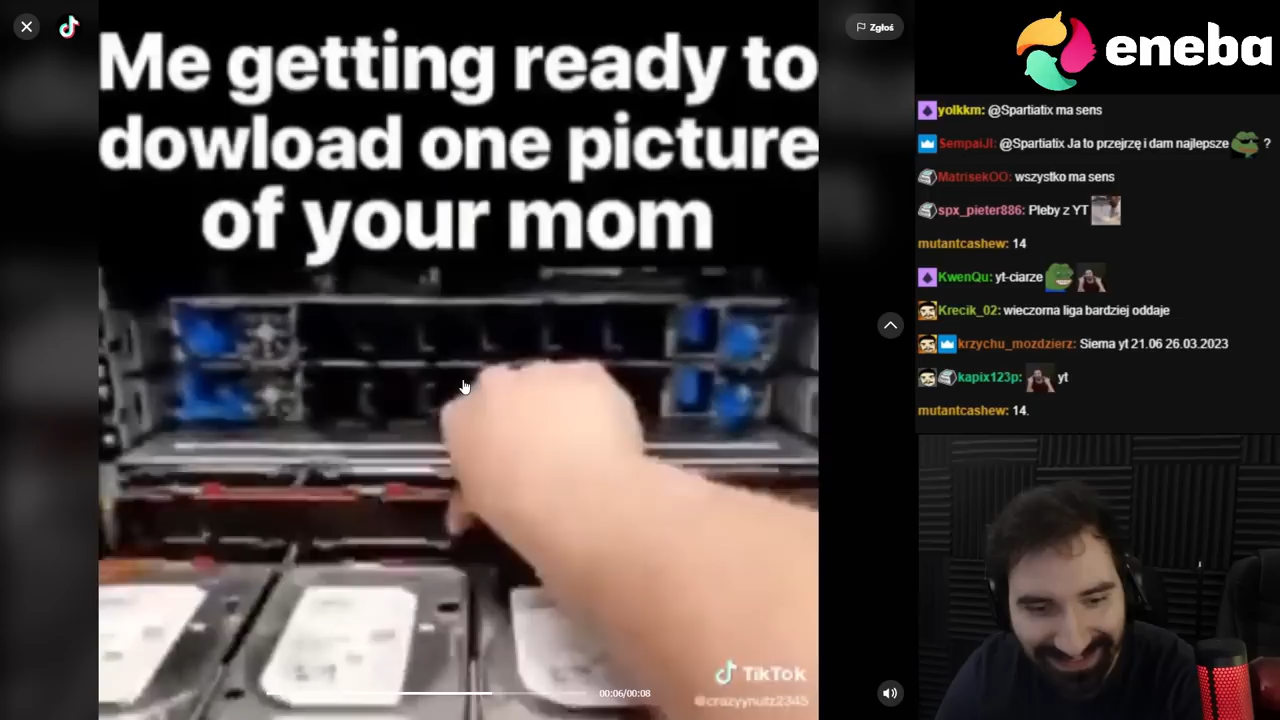 Me getting ready to
dowload one picture
of your mom
Zgłoś
TikTok
@crazyynutz2345
00:06/00:08
eneba
yolkkm: @Spartiatix ma sens
SempaiJI: @Spartiatix Ja to przejrzę i dam najlepsze ?
MatrisekOO: wszystko ma sens
spx_pieter886: Pleby z YT
mutantcashew: 14
KwenQu: yt-ciarze
Krecik_02: wieczorna liga bardziej oddaje
krzychu_mozdzierz: Siema yt 21.06 26.03.2023
kapix123p: yt
mutantcashew: 14.